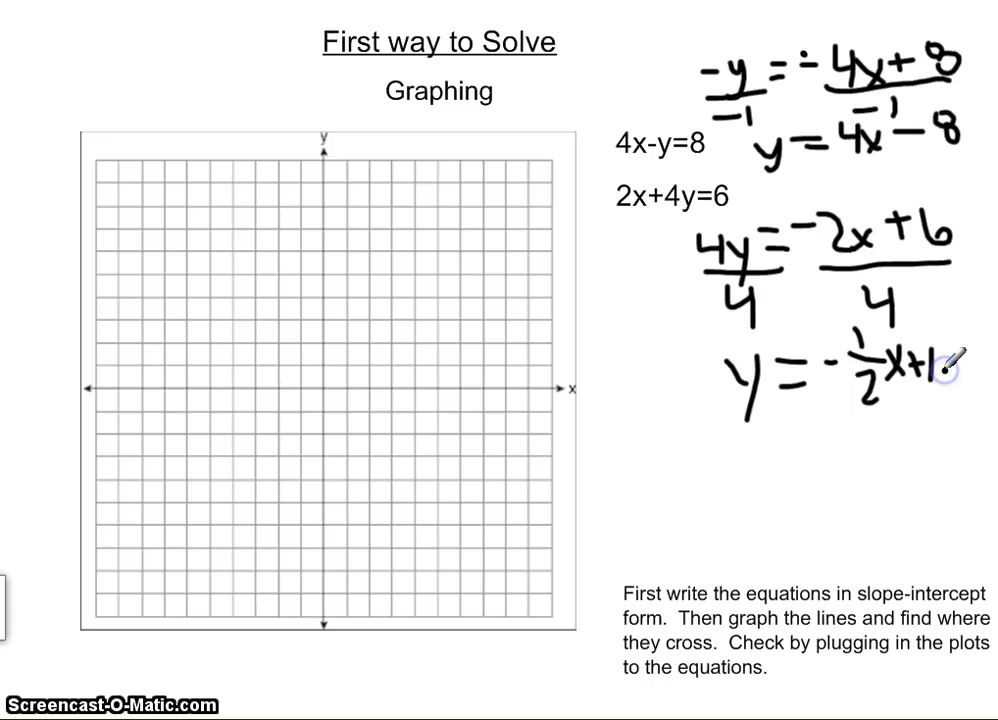 First way to Solve
Graphing
-y = -4x + 8
-1 -1
4x-y=8
y = 4x - 8
2x+4y=6
4y = -2x + 6
4 4
y = -1/2x+1.
y
x
First write the equations in slope-intercept
form. Then graph the lines and find where
they cross. Check by plugging in the plots
to the equations.
Screencast-O-Matic.com